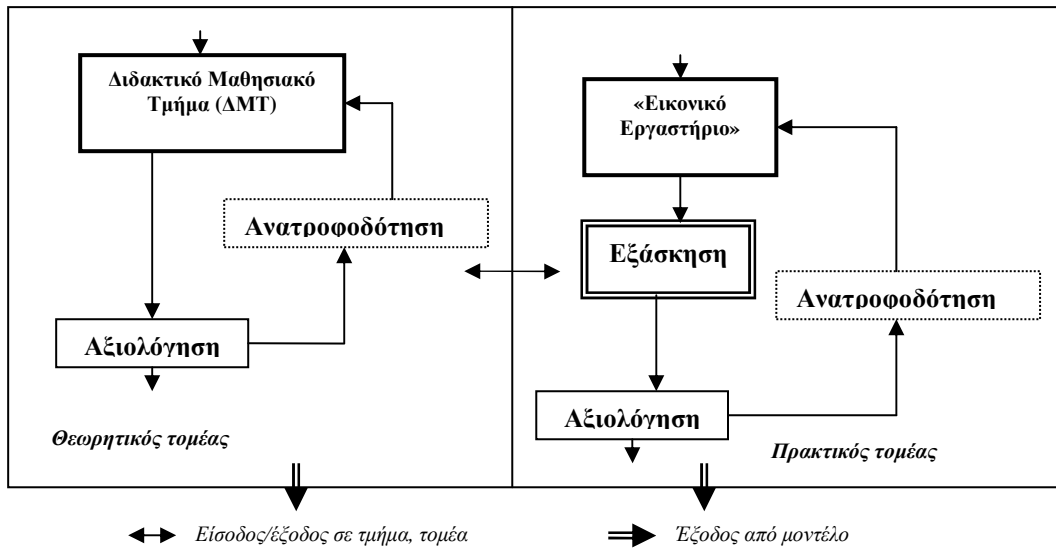 Διδακτικό Μαθησιακό
Τμήμα (ΔΜΤ)
Ανατροφοδότηση
Αξιολόγηση
Θεωρητικός τομέας
«Εικονικό
Εργαστήριο»
Εξάσκηση
Ανατροφοδότηση
Αξιολόγηση
Πρακτικός τομέας
Είσοδος/έξοδος σε τμήμα, τομέα
Έξοδος από μοντέλο